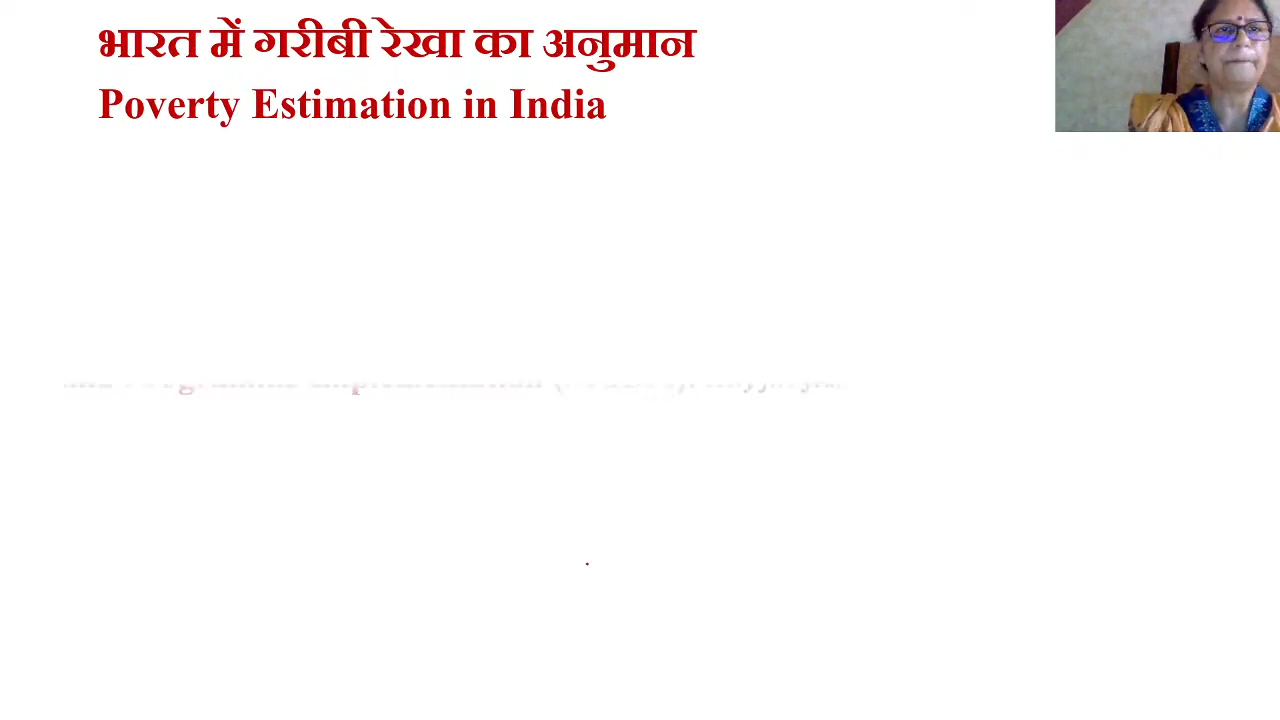 भारत में गरीबी रेखा का अनुमान
Poverty Estimation in India